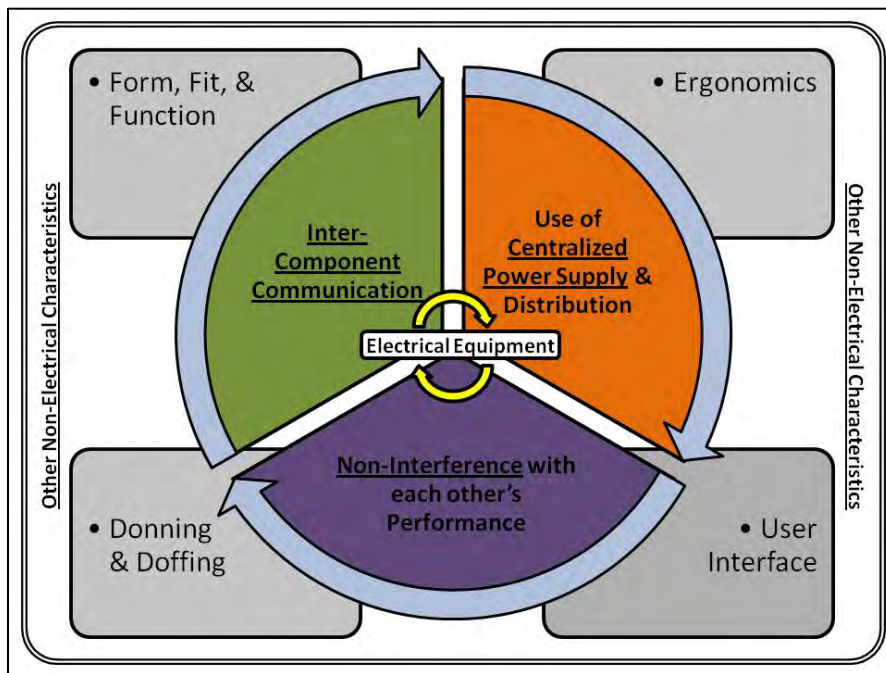 • Form, Fit, &
Function
• Ergonomics
Other Non-Electrical Characteristics
Other Non-Electrical Characteristics
Inter-
Component
Communication
Use of
Centralized
Power Supply &
Distribution
Electrical Equipment
Non-Interference with
each other's
Performance
• Donning
& Doffing
• User
Interface